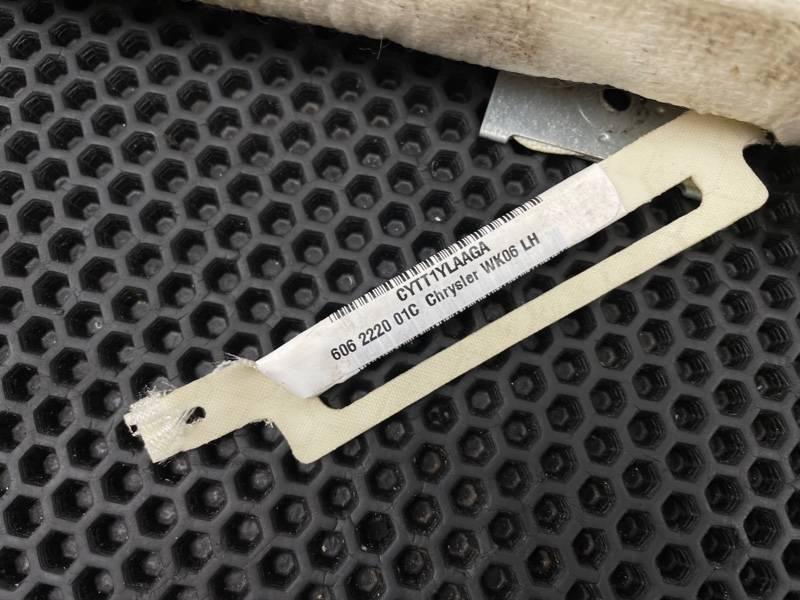 CYTT1YLAAGA
606 2220 01C Chrysler WK06 LH